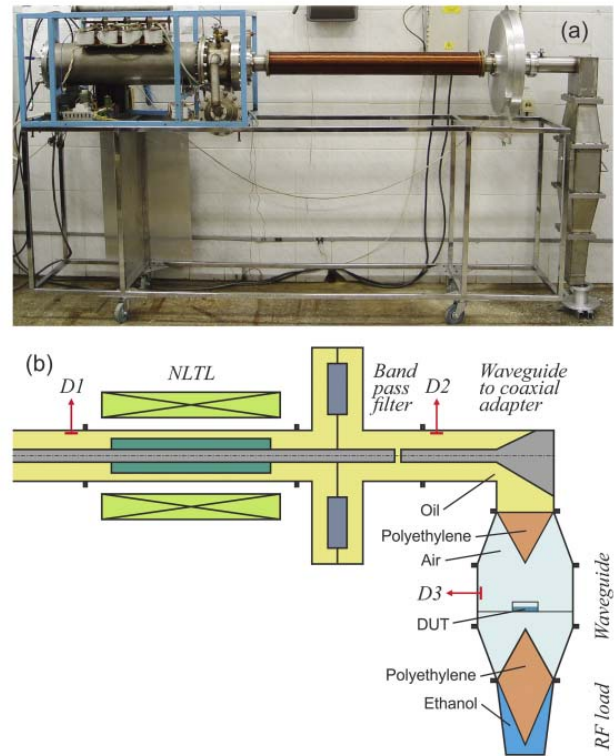 (a)
(b)
D1
NLTL
Band
pass
filter
D2
Waveguide
to coaxial
adapter
Oil
Polyethylene
Air
D3
DUT
Waveguide
Polyethylene
Ethanol
RF load